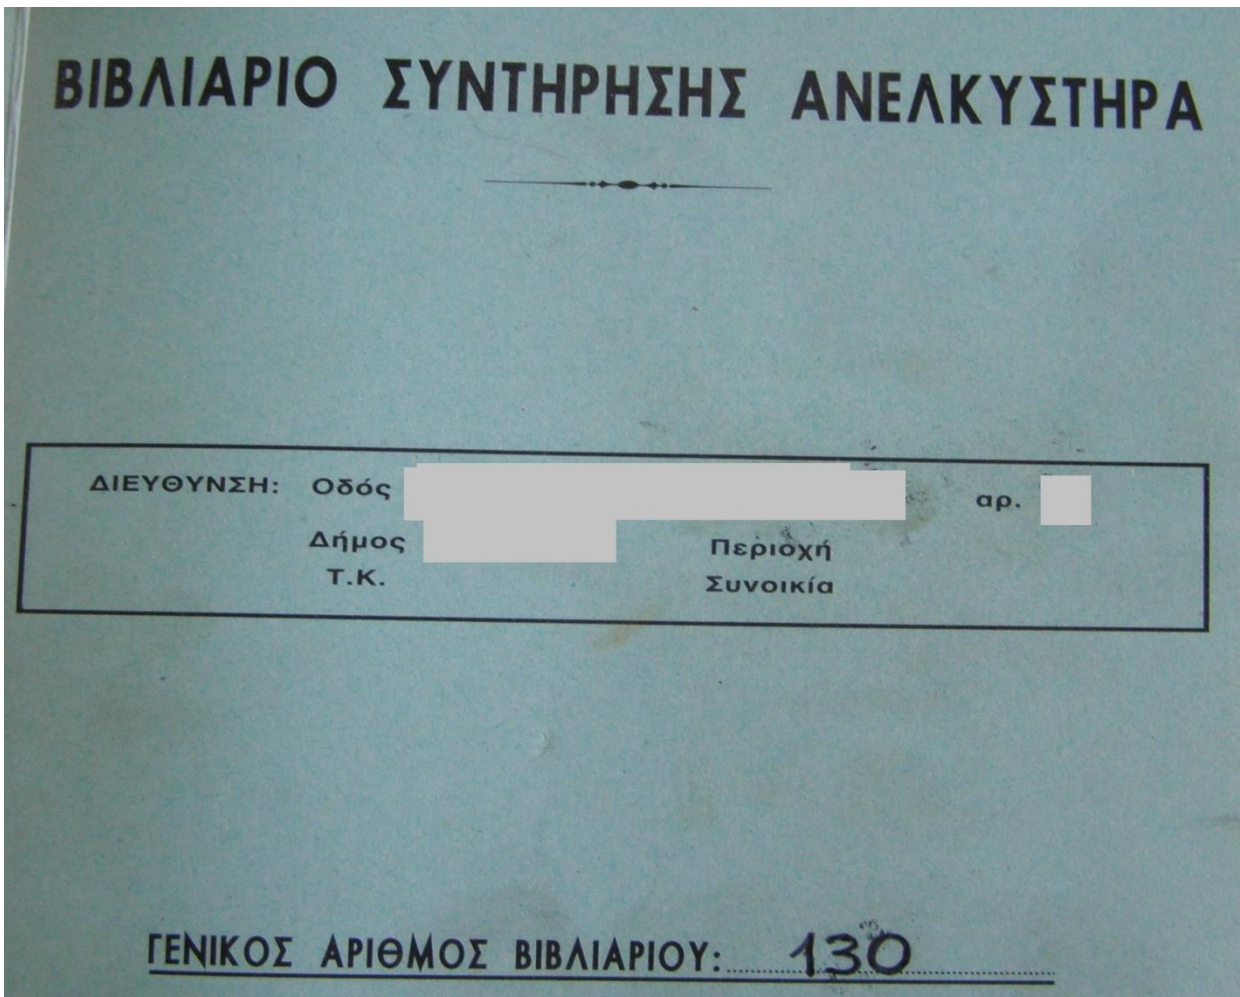 ΒΙΒΛΙΑΡΙΟ ΣΥΝΤΗΡΗΣΗΣ ΑΝΕΛΚΥΣΤΗΡΑ
ΔΙΕΥΘΥΝΣΗ: Οδός αρ.
Δήμος Περιοχή
Τ.Κ. Συνοικία
ΓΕΝΙΚΟΣ ΑΡΙΘΜΟΣ ΒΙΒΛΙΑΡΙΟΥ: 130